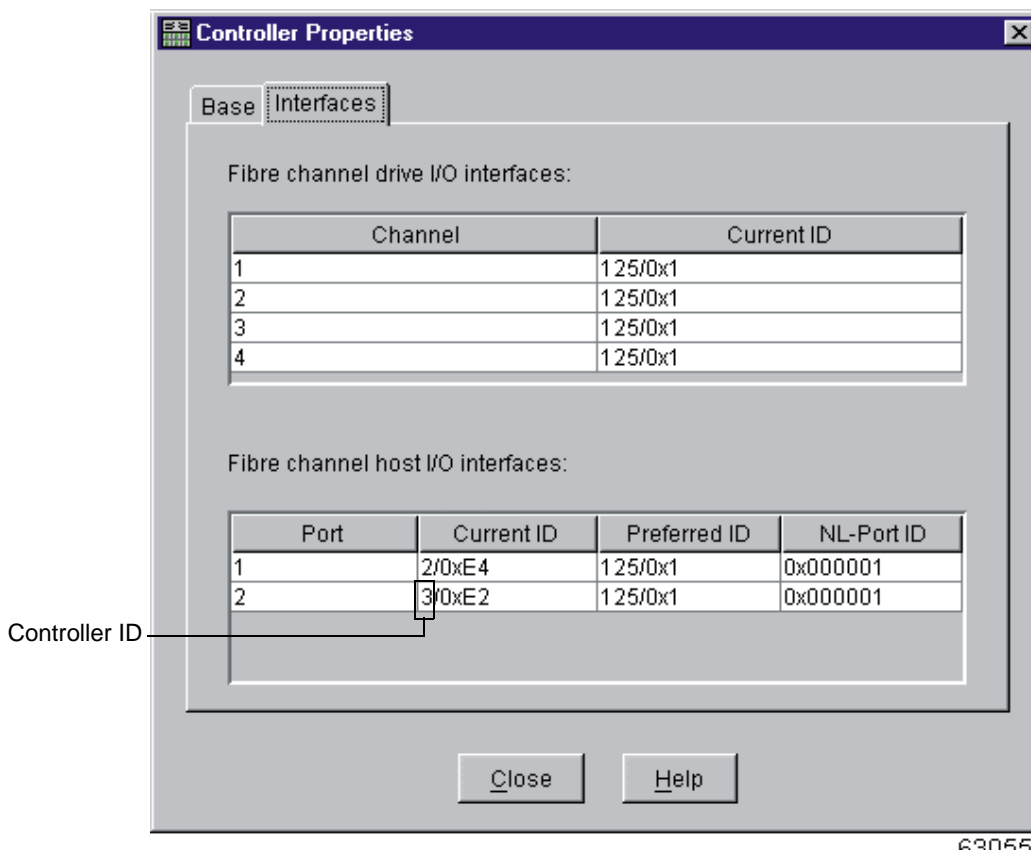 Controller Properties
Base Interfaces
Fibre channel drive I/O interfaces:
Channel Current ID
1 125/0x1
2 125/0x1
3 125/0x1
4 125/0x1
Fibre channel host I/O interfaces:
Port Current ID Preferred ID NL-Port ID
1 2/0xE4 125/0x1 0x000001
2 3/0xE2 125/0x1 0x000001
Controller ID
Close Help
63055